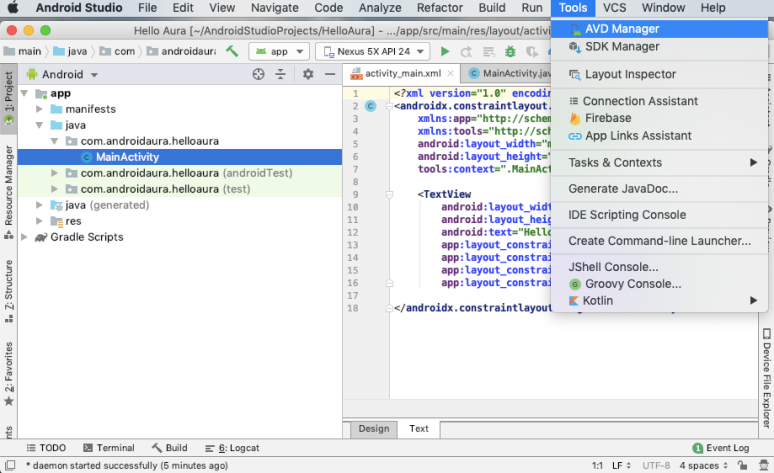 Android Studio File Edit View Navigate Code Analyze Refactor Build Run Tools VCS Window Help
Hello Aura [~/AndroidStudioProjects/HelloAura] - .../app/src/main/res/layout/activi
main java com androidaura app Nexus 5X API 24
AVD Manager
SDK Manager
Layout Inspector
Connection Assistant
Firebase
App Links Assistant
Tasks & Contexts
Generate JavaDoc...
IDE Scripting Console
Create Command-line Launcher...
JShell Console...
Groovy Console...
Kotlin
1: Project
Resource Manager
7: Structure
2: Favorites
nts
Android
app
manifests
java
com.androidaura.helloaura
MainActivity
com.androidaura.helloaura (androidTest)
com.androidaura.helloaura (test)
java (generated)
res
Gradle Scripts
activity_main.xml MainActivity.java
1 <?xml version="1.0" encodin
2 <androidx.constraintlayout.
3 xmlns:app="http://schem
4 xmlns:tools="http://sch
5 android:layout_width="m
6 android:layout_height="
7 tools:context=".MainAct
8
9 <TextView
10 android:layout_widt
11 android:layout_heig
12 android:text="Hello
13 app:layout_constrai
14 app:layout_constrai
15 app:layout_constrai
16 app:layout_constrai
17
18 </androidx.constraintlayout
Design Text
Device File Explorer
TODO Terminal Build 6: Logcat 1 Event Log
* daemon started successfully (5 minutes ago) 1:1 LF UTF-8 4 spaces